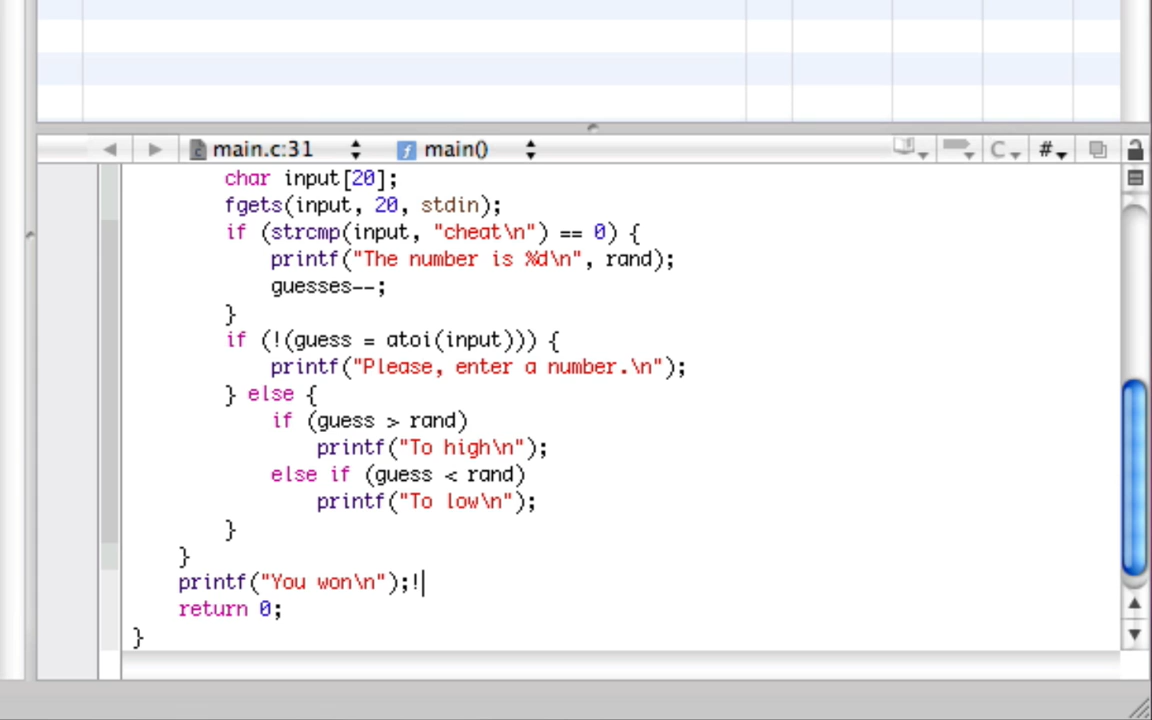 main.c:31 main() C #
char input[20];
fgets(input, 20, stdin);
if (strcmp(input, "cheat\n") == 0) {
printf("The number is %d\n", rand);
guesses--;
}
if (!(guess = atoi(input))) {
printf("Please, enter a number.\n");
} else {
if (guess > rand)
printf("To high\n");
else if (guess < rand)
printf("To low\n");
}
}
printf("You won\n");!
return 0;
}